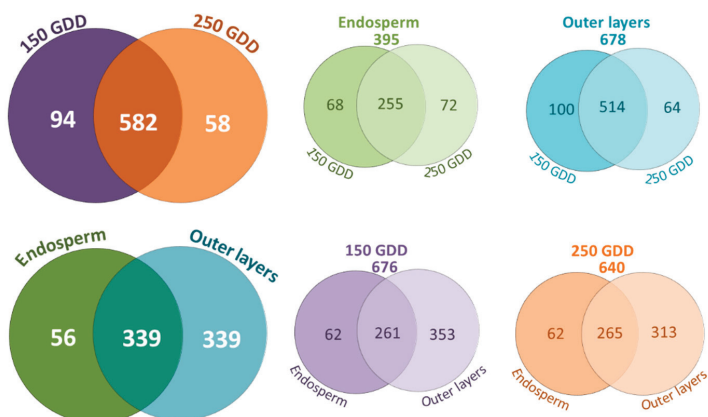 150 GDD
250 GDD
94
582
58
Endosperm
395
68
255
72
150 GDD
250 GDD
Outer layers
678
100
514
64
150 GDD
250 GDD
Endosperm
Outer layers
56
339
339
150 GDD
676
62
261
353
Endosperm
Outer layers
250 GDD
640
62
265
313
Endosperm
Outer layers